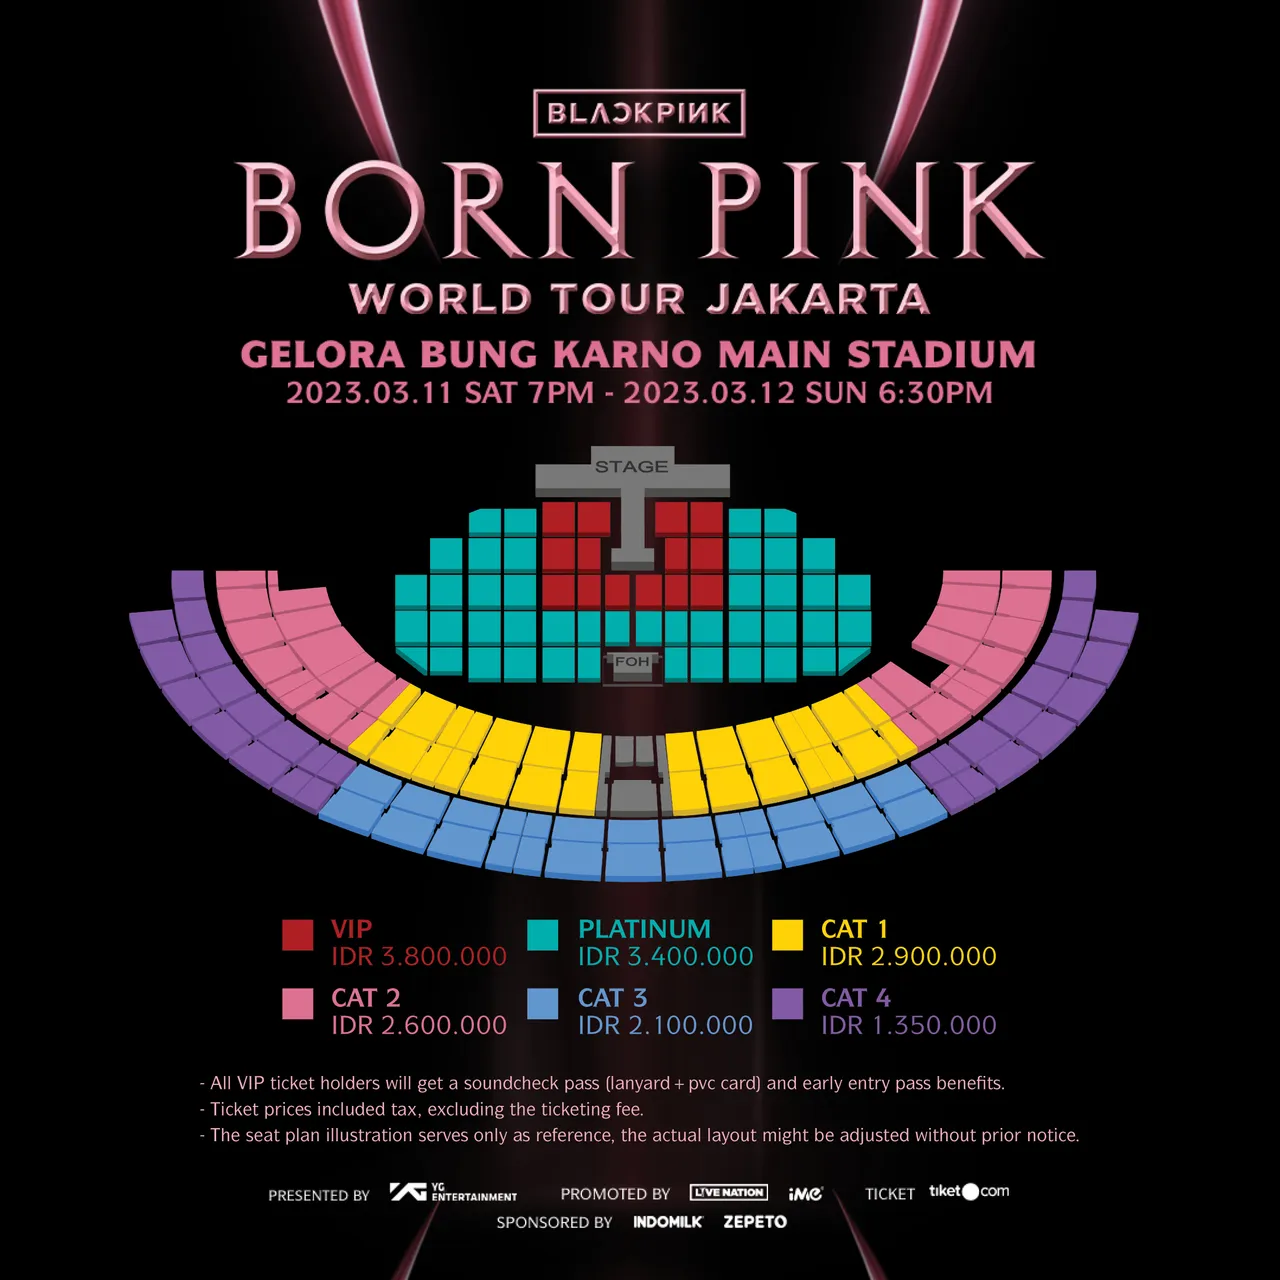 BLACKPINK
BORN PINK
WORLD TOUR JAKARTA
GELORA BUNG KARNO MAIN STADIUM
2023.03.11 SAT 7PM - 2023.03.12 SUN 6:30PM
STAGE
FOH
VIP
IDR 3.800.000
PLATINUM
IDR 3.400.000
CAT 1
IDR 2.900.000
CAT 2
IDR 2.600.000
CAT 3
IDR 2.100.000
CAT 4
IDR 1.350.000
- All VIP ticket holders will get a soundcheck pass (lanyard + pvc card) and early entry pass benefits.
- Ticket prices included tax, excluding the ticketing fee.
- The seat plan illustration serves only as reference, the actual layout might be adjusted without prior notice.
PRESENTED BY YG YG ENTERTAINMENT PROMOTED BY LIVE NATION iMe TICKET tiket.com
SPONSORED BY INDOMILK ZEPETO